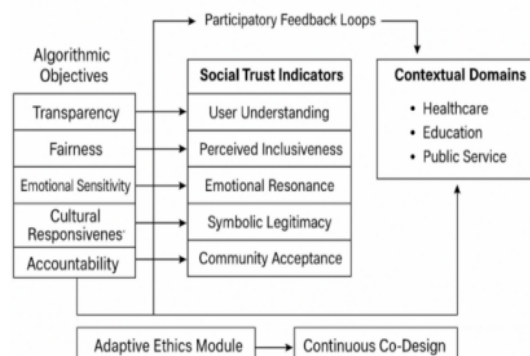 Participatory Feedback Loops
Algorithmic
Objectives
Transparency
Fairness
Emotional Sensitivity
Cultural
Responsivenes'
Accountability
Social Trust Indicators
User Understanding
Perceived Inclusiveness
Emotional Resonance
Symbolic Legitimacy
Community Acceptance
Contextual Domains
• Healthcare
• Education
• Public Service
Adaptive Ethics Module
Continuous Co-Design